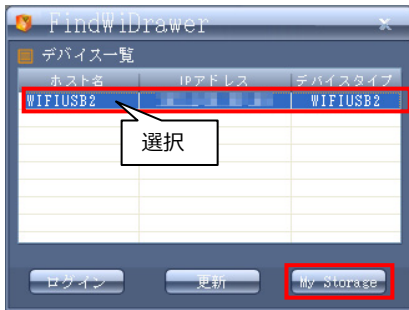 FindWiDrawer
デバイス一覧
ホスト名 IPアドレス デバイスタイプ
WIFIUSB2 WIFIUSB2
選択
ログイン 更新 My Storage